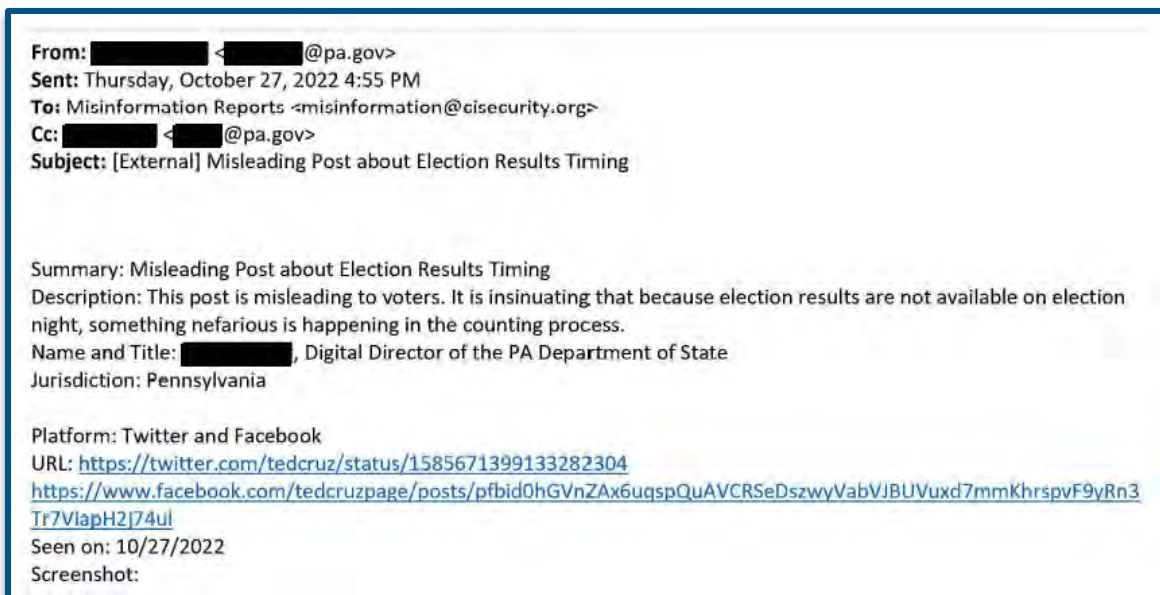 From: < @pa.gov>
Sent: Thursday, October 27, 2022 4:55 PM
To: Misinformation Reports <misinformation@cisecurity.org>
Cc: < @pa.gov>
Subject: [External] Misleading Post about Election Results Timing
Summary: Misleading Post about Election Results Timing
Description: This post is misleading to voters. It is insinuating that because election results are not available on election
night, something nefarious is happening in the counting process.
Name and Title: , Digital Director of the PA Department of State
Jurisdiction: Pennsylvania
Platform: Twitter and Facebook
URL: https://twitter.com/tedcruz/status/1585671399133282304
https://www.facebook.com/tedcruzpage/posts/pfbid0hGVnZAx6uqspQuAVCRSeDszwyVabVJBUVuxd7mmKhrspvF9yRn3
Tr7VlapH2J74ul
Seen on: 10/27/2022
Screenshot: